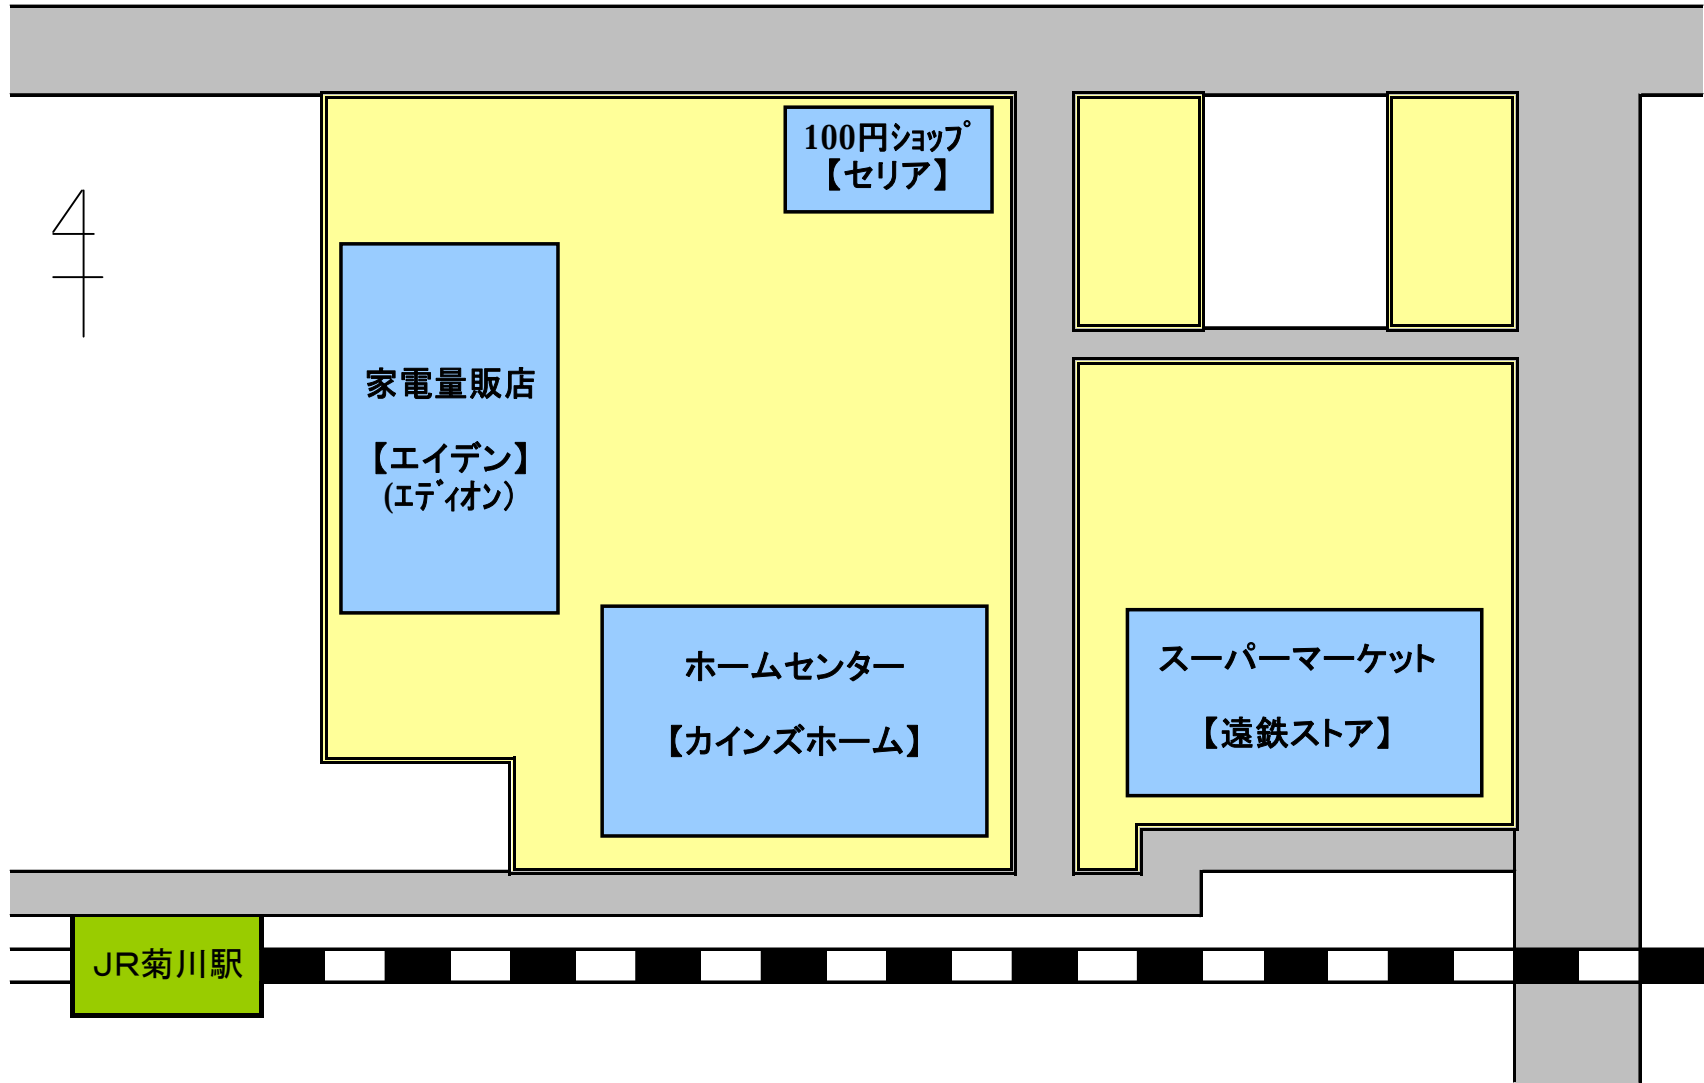 100円ショップ
【セリア】
家電量販店
【エイデン】
(エディオン)
ホームセンター
【カインズホーム】
スーパーマーケット
【遠鉄ストア】
JR菊川駅